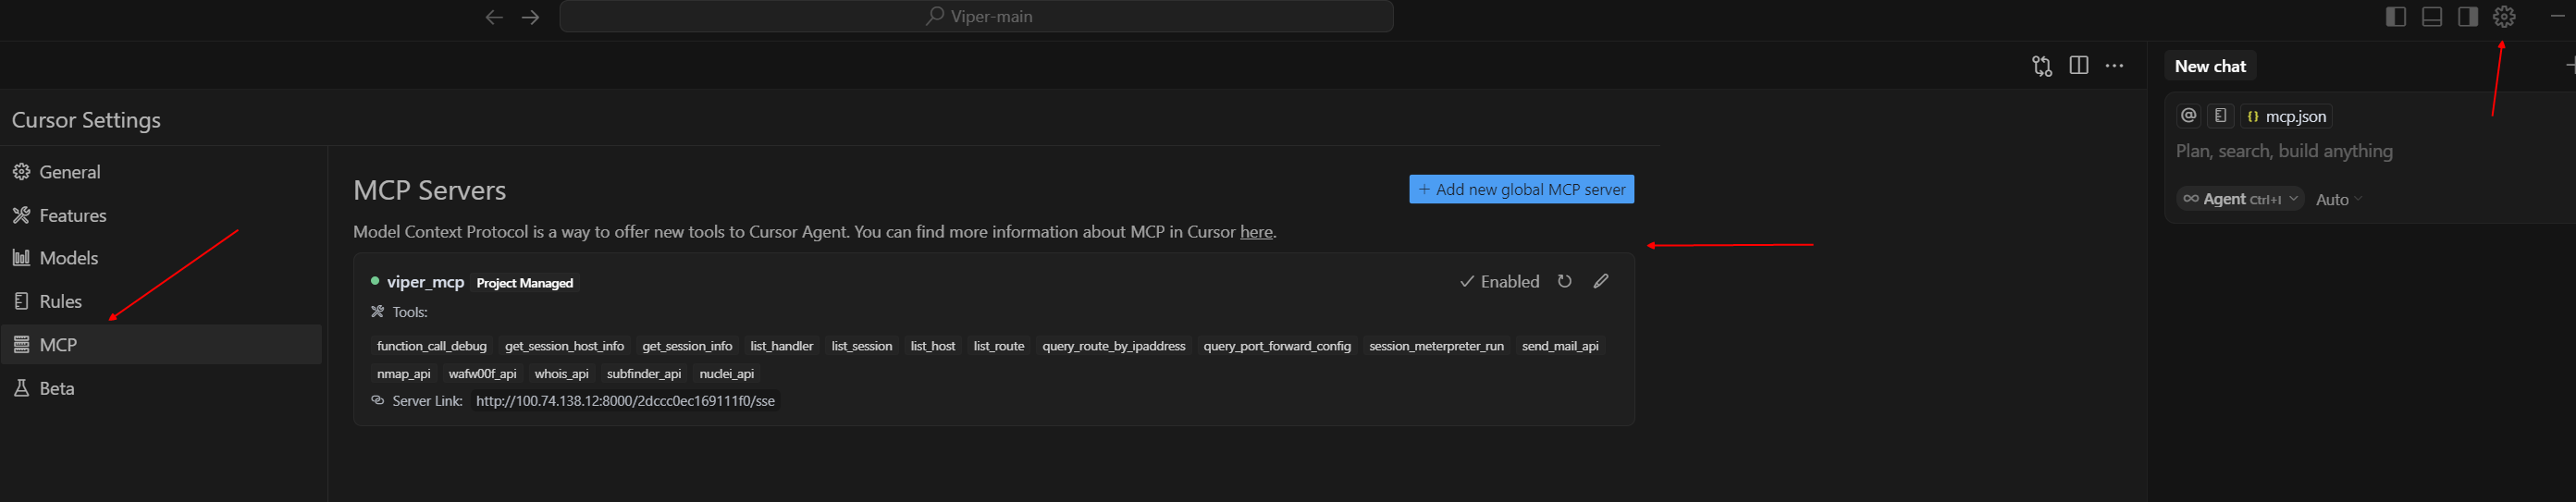 Viper-main
New chat
Cursor Settings
mcp.json
Plan, search, build anything
Agent Ctrl+I
Auto
General
Features
Models
Rules
MCP
Beta
MCP Servers
+ Add new global MCP server
Model Context Protocol is a way to offer new tools to Cursor Agent. You can find more information about MCP in Cursor here.
viper_mcp Project Managed
Enabled
Tools:
function_call_debug get_session_host_info get_session_info list_handler list_session list_host list_route query_route_by_ipaddress query_port_forward_config session_meterpreter_run send_mail_api
nmap_api wafw00f_api whois_api subfinder_api nuclei_api
Server Link: http://100.74.138.12:8000/2dccc0ec169111f0/sse